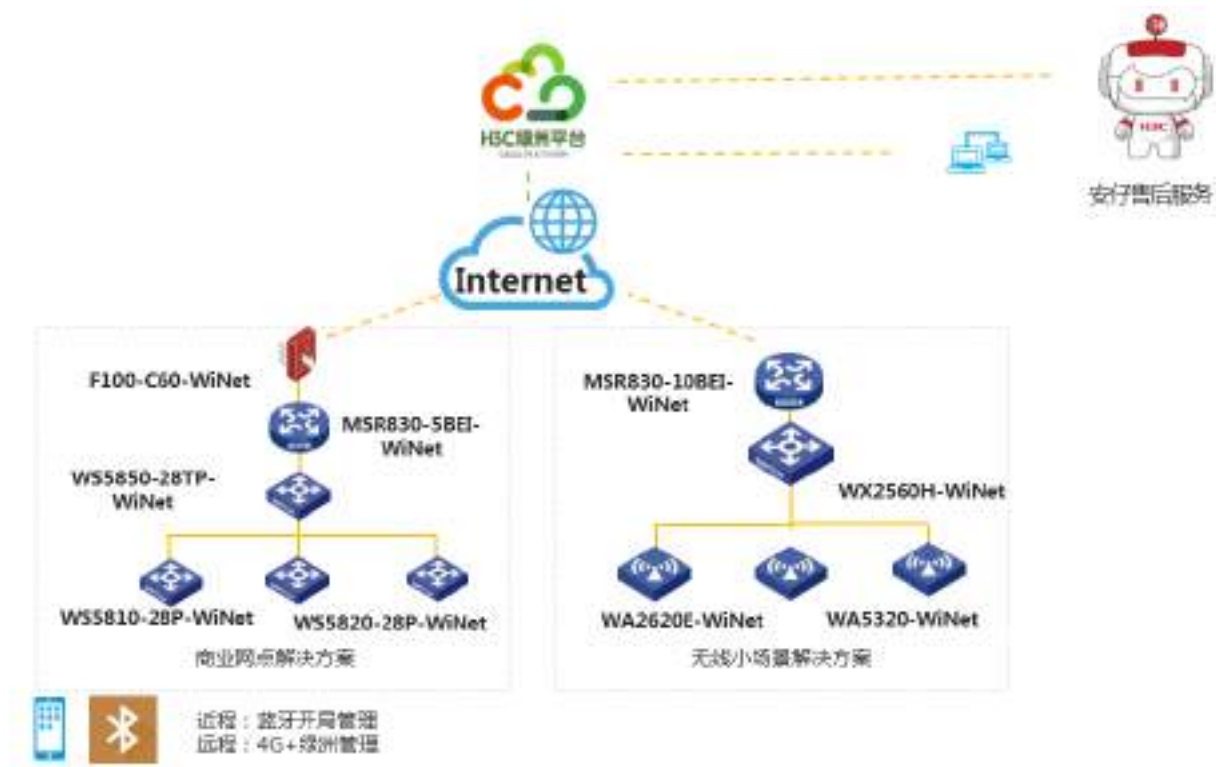 H3C绿洲平台
H3C
安仔售后服务
Internet
F100-C60-WiNet
MSR830-5BEI-
WiNet
WS5850-28TP-
WiNet
WS5810-28P-WiNet
WS5820-28P-WiNet
商业网点解决方案
MSR830-10BEI-
WiNet
WX2560H-WiNet
WA2620E-WiNet
WA5320-WiNet
无线小场景解决方案
近程：蓝牙开局管理
远程：4G+绿洲管理